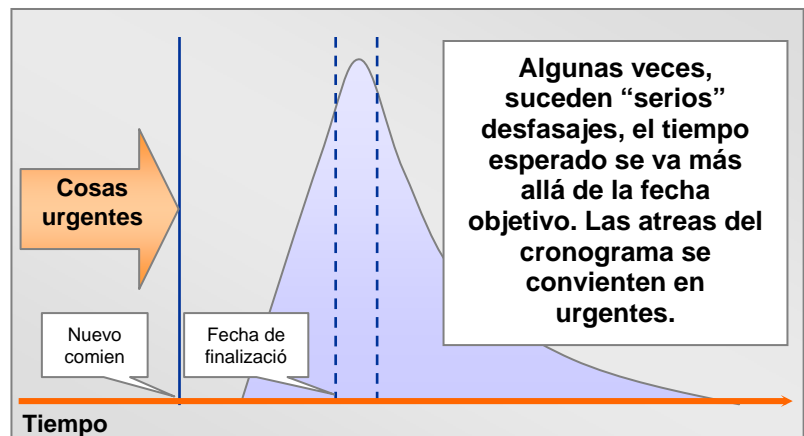 Algunas veces,
suceden “serios”
desfasajes, el tiempo
esperado se va más
allá de la fecha
objetivo. Las atreas del
cronograma se
convienten en
urgentes.
Cosas
urgentes
Nuevo
comien
Fecha de
finalizació
Tiempo